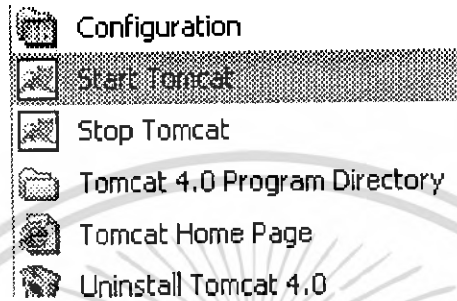 Configuration
Start Tomcat
Stop Tomcat
Tomcat 4.0 Program Directory
Tomcat Home Page
Uninstall Tomcat 4.0